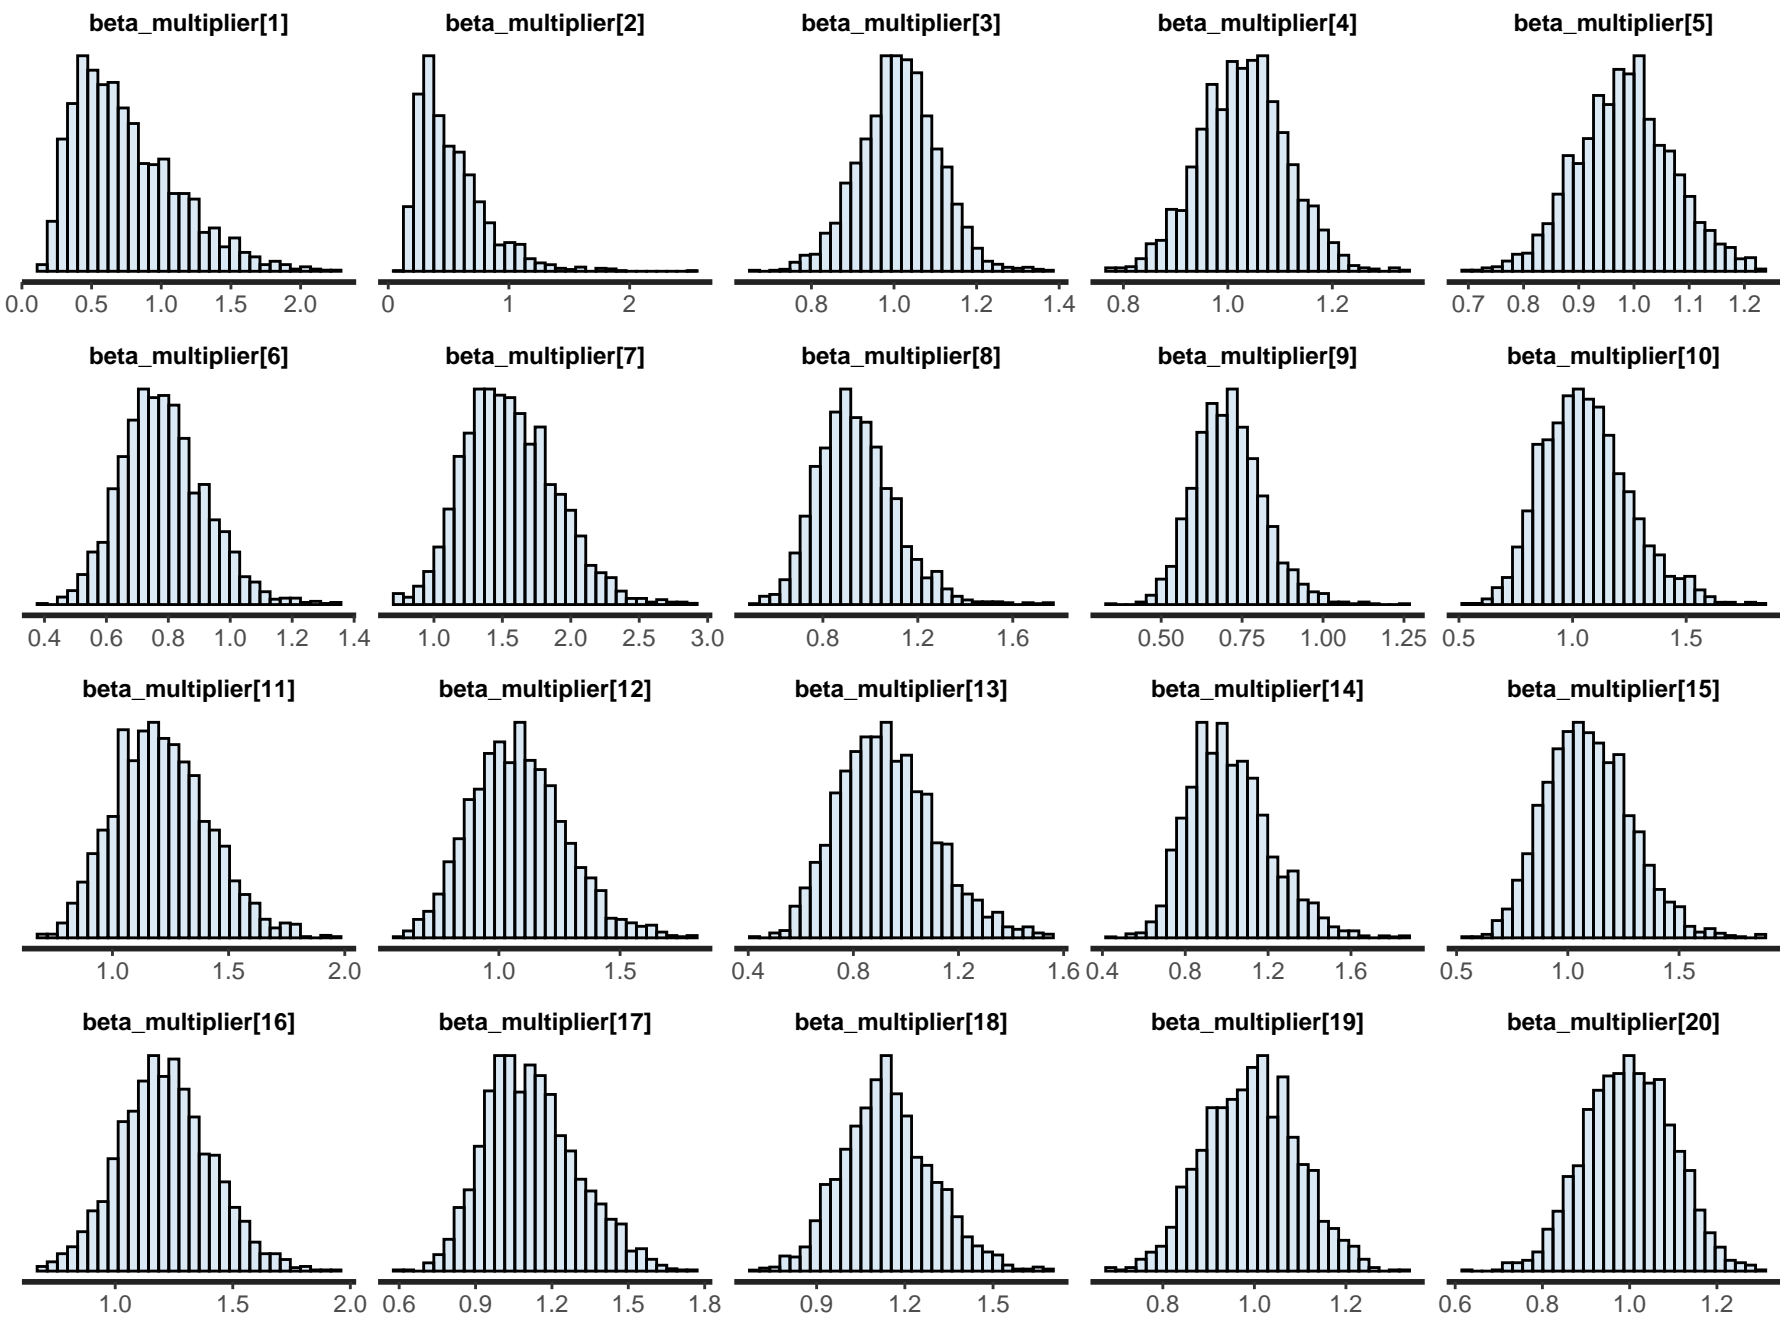 beta_multiplier[1] beta_multiplier[2] beta_multiplier[3] beta_multiplier[4] beta_multiplier[5]
0.0 0.5 1.0 1.5 2.0 0 1 2 0.8 1.0 1.2 1.4 0.8 1.0 1.2 0.7 0.8 0.9 1.0 1.1 1.2
beta_multiplier[6] beta_multiplier[7] beta_multiplier[8] beta_multiplier[9] beta_multiplier[10]
0.4 0.6 0.8 1.0 1.2 1.4 1.0 1.5 2.0 2.5 3.0 0.8 1.2 1.6 0.50 0.75 1.00 1.25 0.5 1.0 1.5
beta_multiplier[11] beta_multiplier[12] beta_multiplier[13] beta_multiplier[14] beta_multiplier[15]
1.0 1.5 2.0 1.0 1.5 0.4 0.8 1.2 1.6 0.4 0.8 1.2 1.6 0.5 1.0 1.5
beta_multiplier[16] beta_multiplier[17] beta_multiplier[18] beta_multiplier[19] beta_multiplier[20]
1.0 1.5 2.0 0.6 0.9 1.2 1.5 1.8 0.9 1.2 1.5 0.8 1.0 1.2 0.6 0.8 1.0 1.2